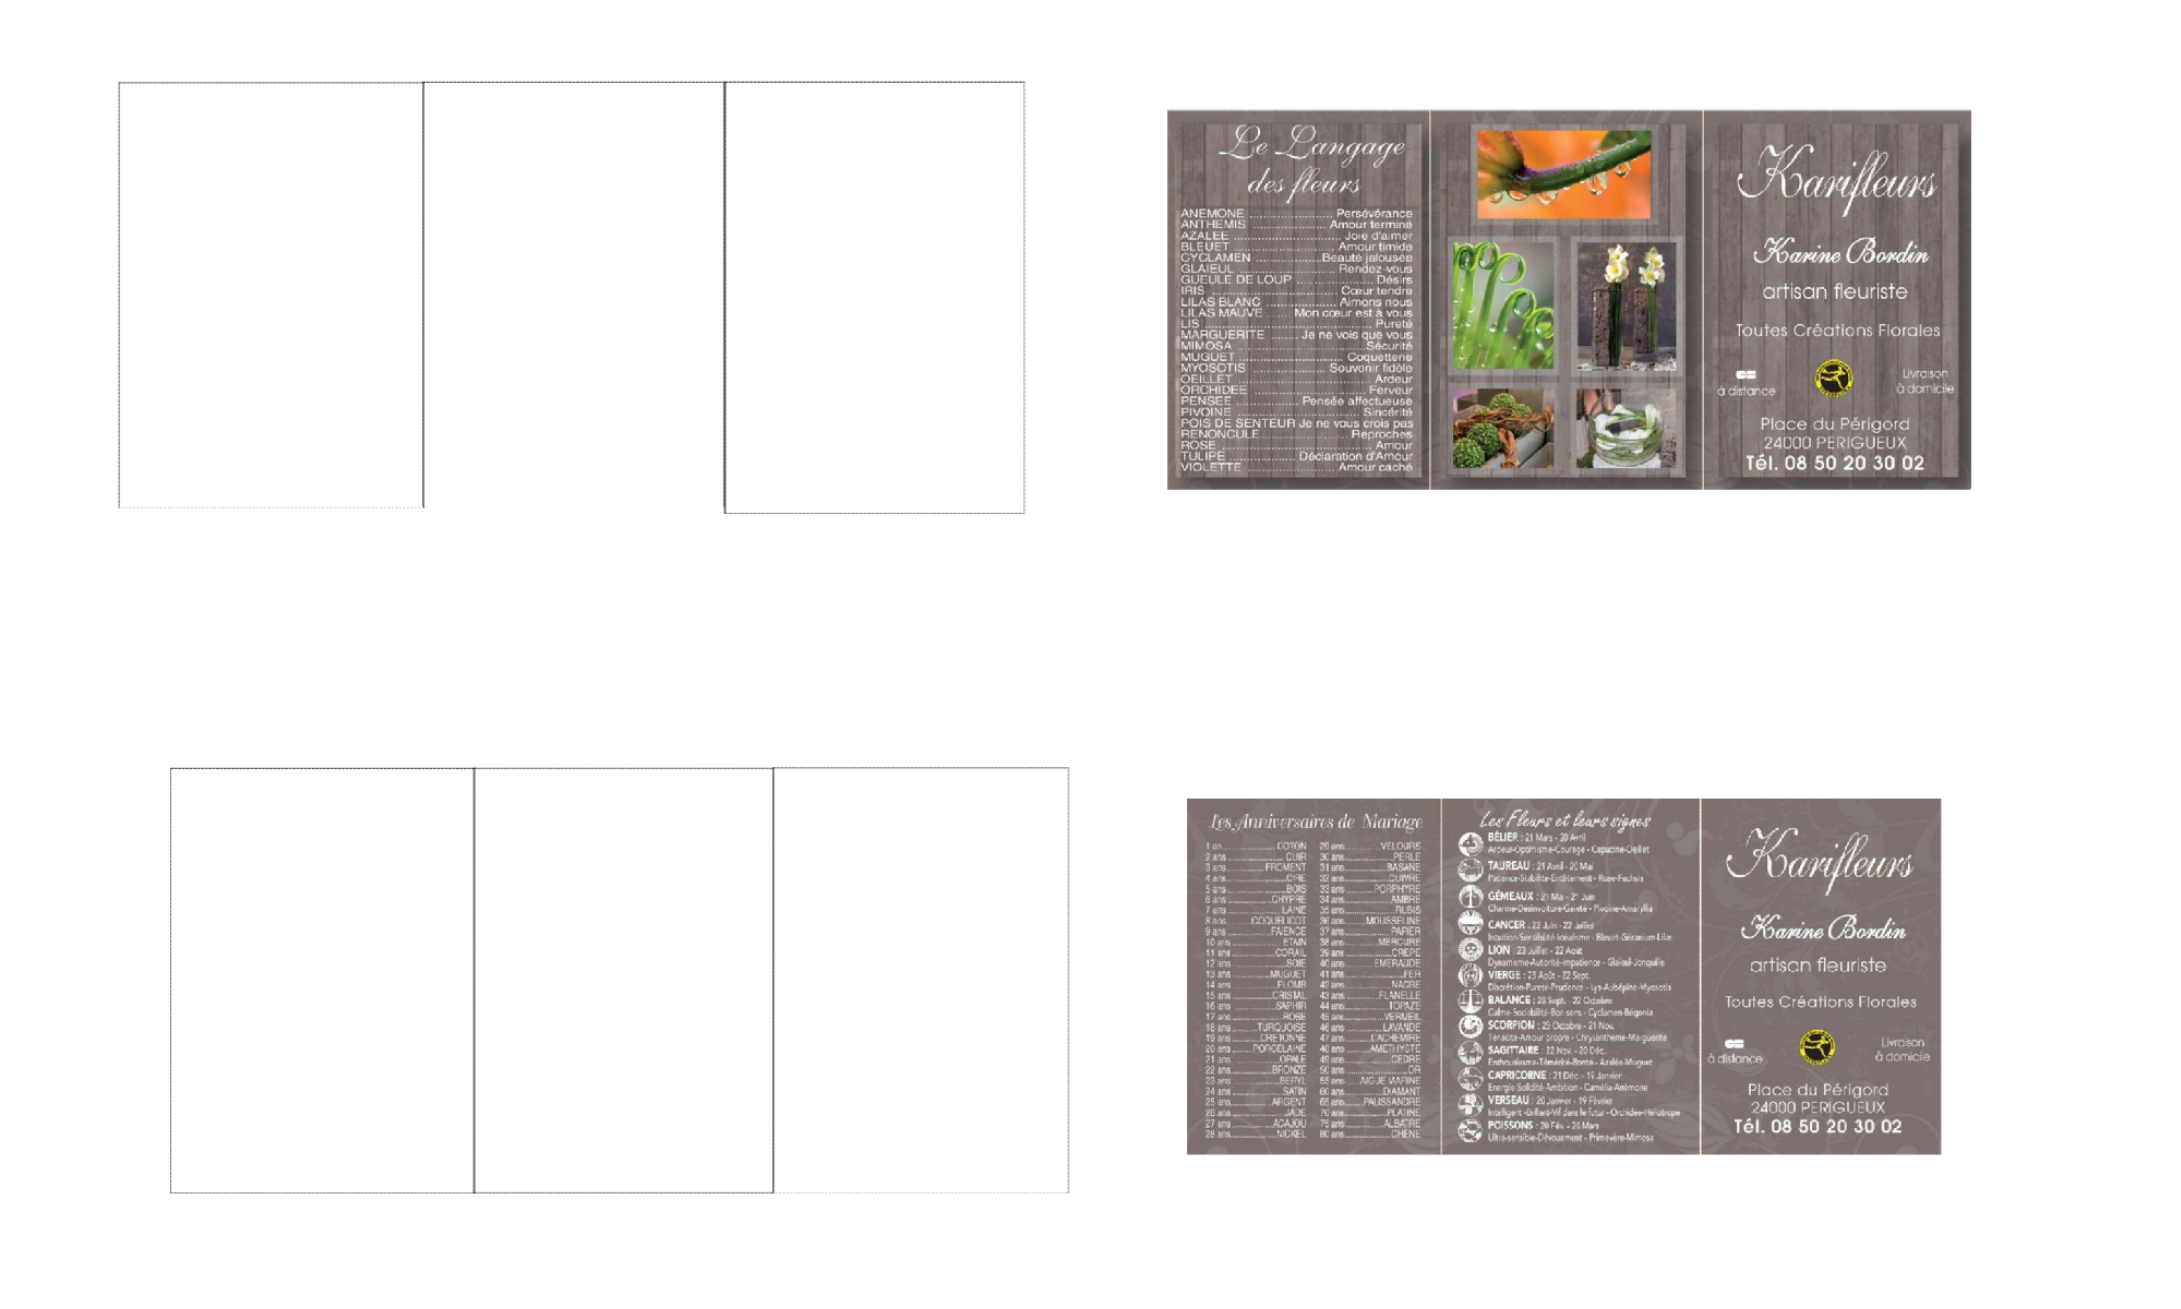 Le Langage
des fleurs
ANEMONE ........................ Persévérance
ANTHEMIS ..................... Amour terminé
AZALEE ............................... Joie d'aimer
BLEUET ............................. Amour timide
CYCLAMEN ................... Beauté jalousée
GLAIEUL ............................ Rendez-vous
GUEULE DE LOUP ...................... Désirs
IRIS ..................................... Cœur tendre
LILAS BLANC .................... Aimons nous
LILAS MAUVE ....... Mon cœur est à vous
LIS ................................................. Pureté
MARGUERITE ....... Je ne vois que vous
MIMOSA ..................................... Sécurité
MUGUET .............................. Coquetterie
MYOSOTIS .................... Souvenir fidèle
OEILLET ....................................... Ardeur
ORCHIDEE ................................ Ferveur
PENSEE .................. Pensée affectueuse
PIVOINE ................................... Sincérité
POIS DE SENTEUR Je ne vous crois pas
RENONCULE ......................... Reproches
ROSE ........................................... Amour
TULIPE ................... Déclaration d'Amour
VIOLETTE ......................... Amour caché
Karifleurs
Karine Bordin
artisan fleuriste
Toutes Créations Florales
à distance
Livraison
à domicile
Place du Périgord
24000 PERIGUEUX
Tél. 08 50 20 30 02
Les Anniversaires de Mariage
1 an.................COTON 29 ans............VELOURS
2 ans.................CUIR 30 ans............PERLE
3 ans............FROMENT 31 ans............BASANE
4 ans..................CIRE 32 ans............CUIVRE
5 ans..................BOIS 33 ans.........PORPHYRE
6 ans..............CHYPRE 34 ans............AMBRE
7 ans................LAINE 35 ans............RUBIS
8 ans.......COQUELICOT 36 ans......MOUSSELINE
9 ans..............FAIENCE 37 ans............PAPIER
10 ans...............ETAIN 38 ans.........MERCURE
11 ans..............CORAIL 39 ans............CREPE
12 ans................SOIE 40 ans........EMERAUDE
13 ans............MUGUET 41 ans............FER
14 ans..............PLOMB 42 ans............NACRE
15 ans.............CRISTAL 43 ans.........FLANELLE
16 ans..............SAPHIR 44 ans............TOPAZE
17 ans................ROSE 45 ans............VERMEIL
18 ans.........TURQUOISE 46 ans............LAVANDE
19 ans..........CRETONNE 47 ans........CACHEMIRE
20 ans........PORCELAINE 48 ans........AMETHYSTE
21 ans...............OPALE 49 ans............CEDRE
22 ans.............BRONZE 50 ans............OR
23 ans..............BERYL 55 ans.....AIGUE MARINE
24 ans...............SATIN 60 ans............DIAMANT
25 ans.............ARGENT 65 ans......PALISSANDRE
26 ans................JADE 70 ans............PLATINE
27 ans.............ACAJOU 75 ans............ALBATRE
28 ans..............NICKEL 80 ans............CHENE
Les Fleurs et leurs signes
BÉLIER : 21 Mars - 20 Avril
Ardeur-Optimisme-Courage - Capucine-Oeillet
TAUREAU : 21 Avril - 20 Mai
Patience-Stabilité-Entêtement - Rose-Fuchsia
GÉMEAUX : 21 Mai - 21 Juin
Charme-Désinvolture-Gaieté - Pivoine-Amaryllis
CANCER : 22 Juin - 22 Juillet
Intuition-Sensibilité-Idéalisme - Bleuet-Géranium-Lilas
LION : 23 Juillet - 22 Août
Dynamisme-Autorité-Impatience - Glaïeul-Jonquille
VIERGE : 23 Août - 22 Sept.
Discrétion-Pureté-Prudence - Lys-Aubépine-Myosotis
BALANCE : 23 Sept. - 22 Octobre
Calme-Sociabilité-Bon sens - Cyclamen-Bégonia
SCORPION : 23 Octobre - 21 Nov.
Ténacité-Amour propre - Chrysanthème-Marguerite
SAGITTAIRE : 22 Nov. - 20 Déc.
Enthousiasme-Témérité-Bonté - Azalée-Muguet
CAPRICORNE : 21 Déc. - 19 Janvier
Energie-Solidité-Ambition - Camélia-Anémone
VERSEAU : 20 Janvier - 19 Février
Intelligent -Brillant-Vif dans le futur - Orchidée-Héliotrope
POISSONS : 20 Fév. - 20 Mars
Ultra-sensible-Dévouement - Primevère-Mimosa
Karifleurs
Karine Bordin
artisan fleuriste
Toutes Créations Florales
à distance
Livraison
à domicile
Place du Périgord
24000 PERIGUEUX
Tél. 08 50 20 30 02